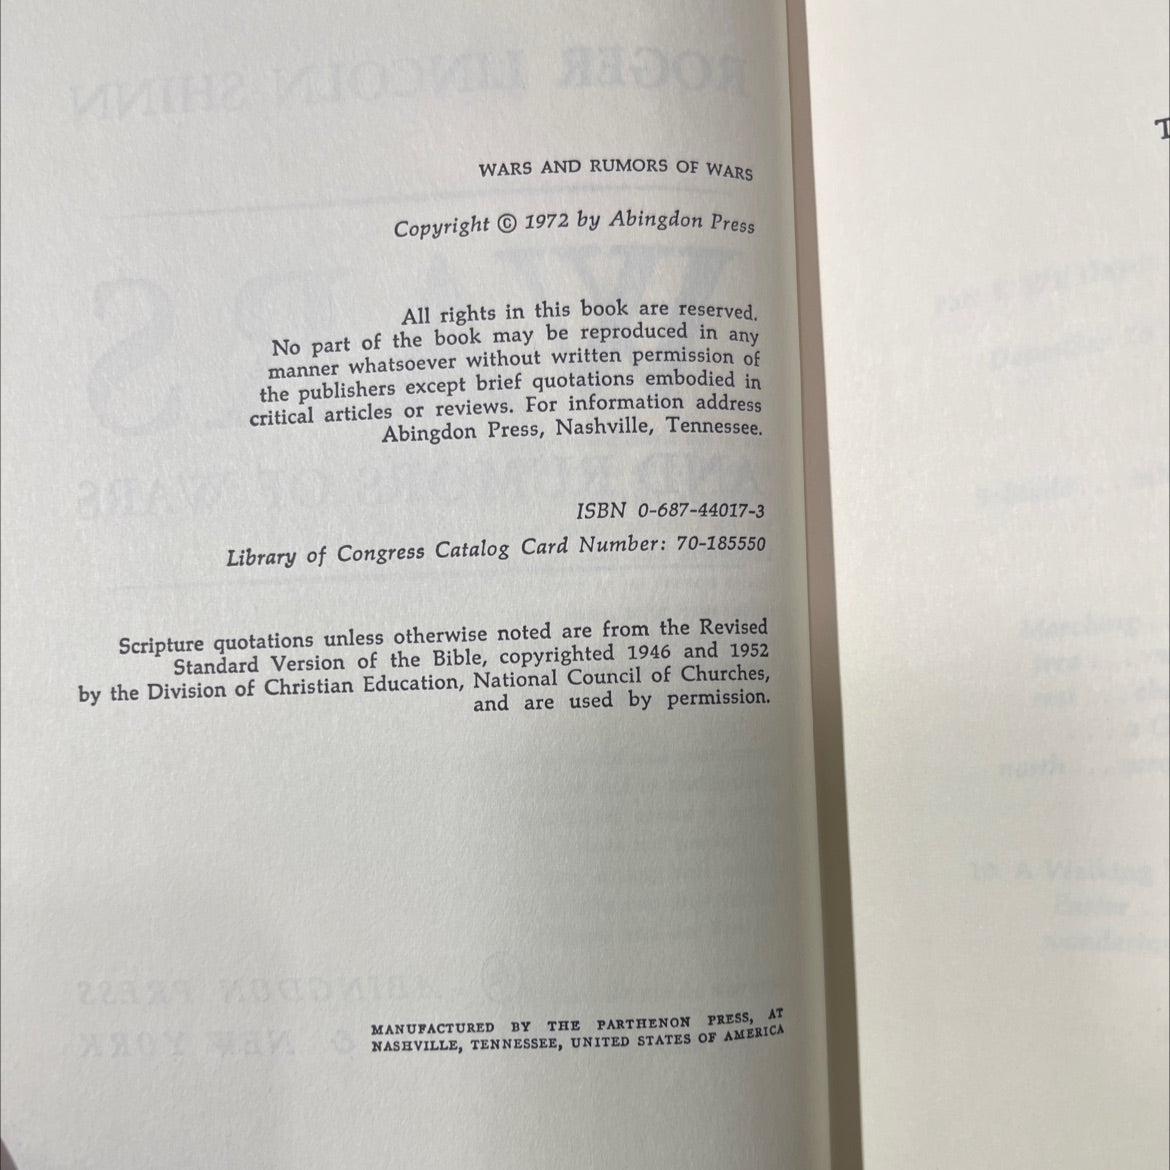 WARS AND RUMORS OF WARS
Copyright © 1972 by Abingdon Press
All rights in this book are reserved.
No part of the book may be reproduced in any
manner whatsoever without written permission of
the publishers except brief quotations embodied in
critical articles or reviews. For information address
Abingdon Press, Nashville, Tennessee.
ISBN 0-687-44017-3
Library of Congress Catalog Card Number: 70-185550
Scripture quotations unless otherwise noted are from the Revised
Standard Version of the Bible, copyrighted 1946 and 1952
by the Division of Christian Education, National Council of Churches,
and are used by permission.
MANUFACTURED BY THE PARTHENON PRESS, AT
NASHVILLE, TENNESSEE, UNITED STATES OF AMERICA